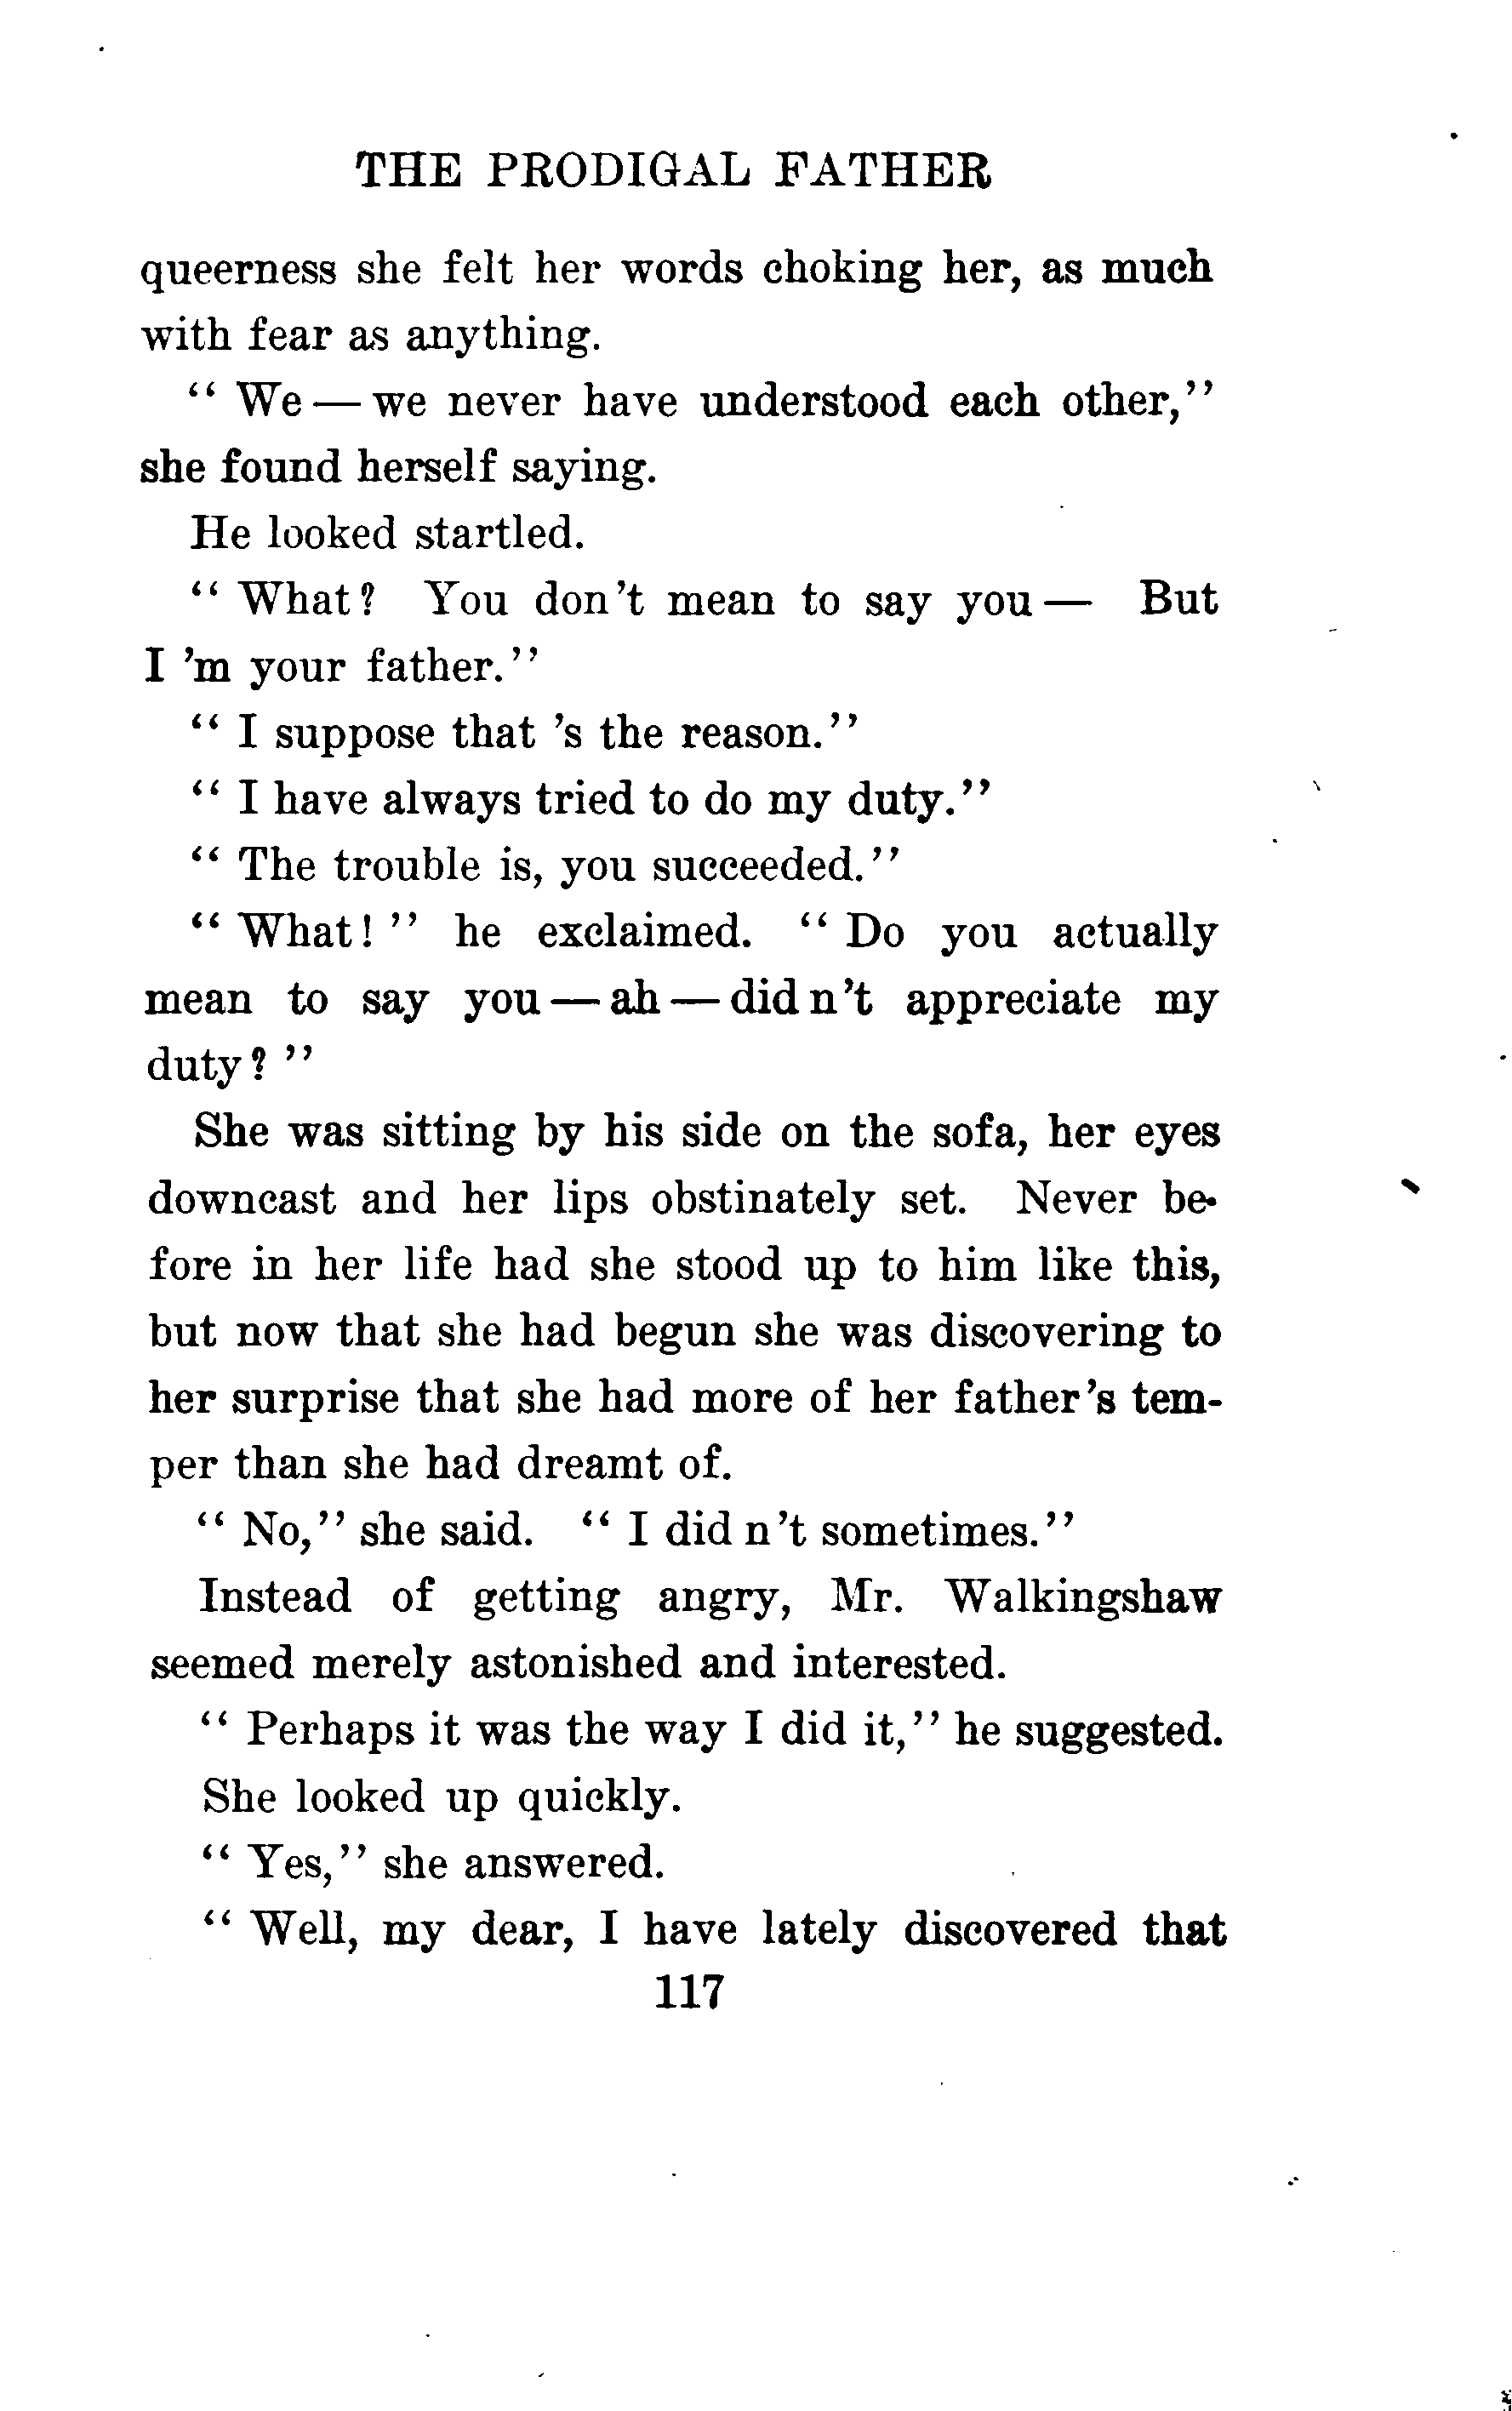 THE PRODIGAL FATHER
queerness she felt her words choking her, as much
with fear as anything.
“ We — we never have understood each other,”
she found herself saying.
He looked startled.
“ What? You don't mean to say you — But
I 'm your father.”
“ I suppose that 's the reason.”
“ I have always tried to do my duty.”
“ The trouble is, you succeeded.”
“ What! ” he exclaimed. “ Do you actually
mean to say you — ah — did n't appreciate my
duty? ”
She was sitting by his side on the sofa, her eyes
downcast and her lips obstinately set. Never be-
fore in her life had she stood up to him like this,
but now that she had begun she was discovering to
her surprise that she had more of her father's tem-
per than she had dreamt of.
“ No,” she said. “ I did n't sometimes.”
Instead of getting angry, Mr. Walkingshaw
seemed merely astonished and interested.
“ Perhaps it was the way I did it,” he suggested.
She looked up quickly.
“ Yes,” she answered.
“ Well, my dear, I have lately discovered that
117